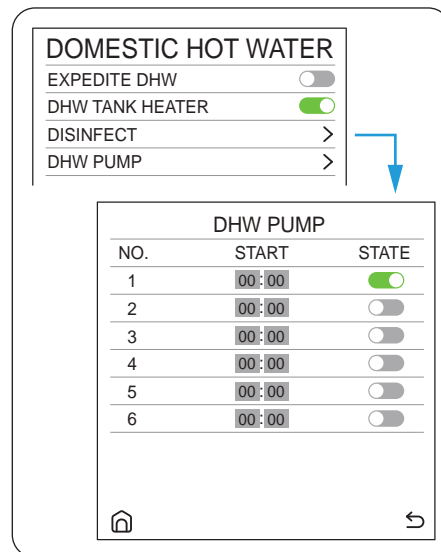 DOMESTIC HOT WATER
EXPEDITE DHW
DHW TANK HEATER
DISINFECT
DHW PUMP
DHW PUMP
NO. START STATE
1 00:00
2 00:00
3 00:00
4 00:00
5 00:00
6 00:00